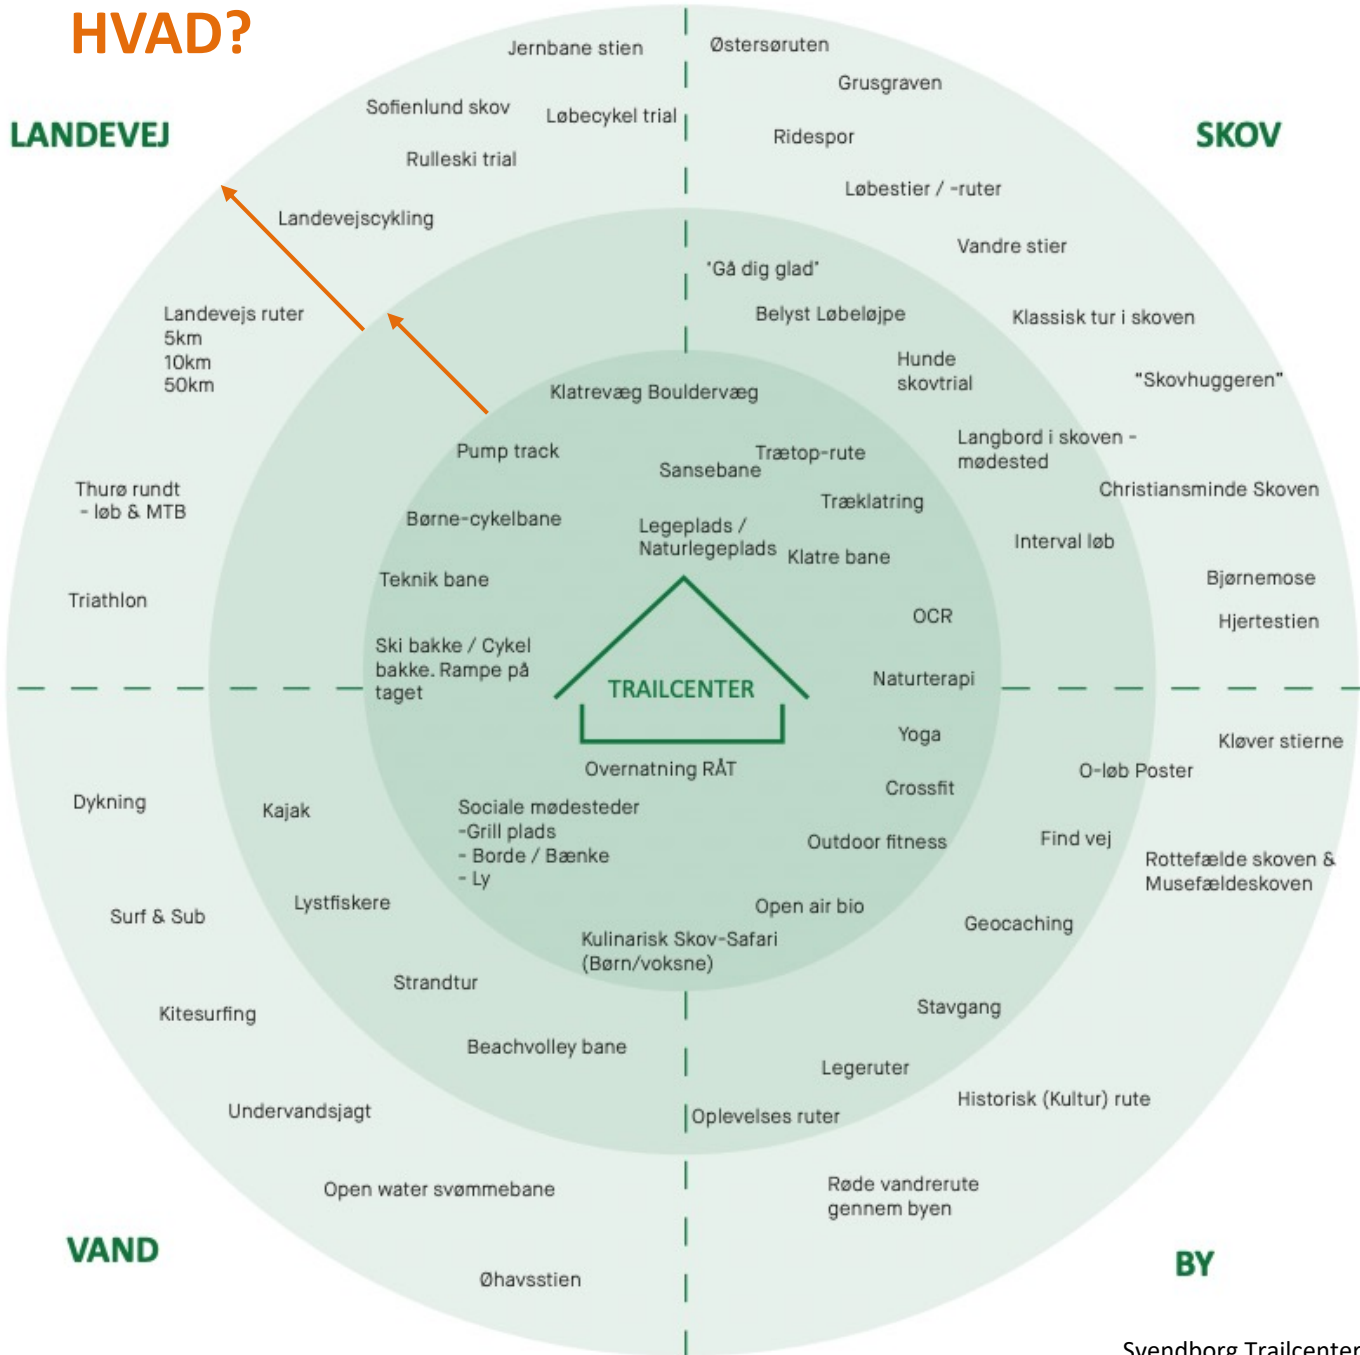 HVAD?
LANDEVEJ
SKOV
Jernbane stien
Sofienlund skov
Løbecykel trial
Rulleski trial
Landevejscykling
Landevejs ruter
5km
10km
50km
Thurø rundt
- løb & MTB
Triathlon
Østersøruten
Grusgraven
Ridespor
Løbestier / -ruter
Vandre stier
"Gå dig glad"
Belyst Løbeløjpe
Klassisk tur i skoven
Hunde
skovtrial
"Skovhuggeren"
Langbord i skoven -
mødested
Christiansminde Skoven
Interval løb
Bjørnemose
Hjertestien
Klatrevæg Bouldervæg
Pump track
Sansebane
Trætop-rute
Træklatring
Børne-cykelbane
Legeplads /
Naturlegeplads
Klatre bane
Teknik bane
OCR
Ski bakke / Cykel
bakke. Rampe på
taget
TRAILCENTER
Naturterapi
Yoga
Overnatning RÅT
Crossfit
Sociale mødesteder
-Grill plads
- Borde / Bænke
- Ly
Outdoor fitness
Open air bio
Kulinarisk Skov-Safari
(Børn/voksne)
Dykning
Kajak
Lystfiskere
Surf & Sub
Strandtur
Kitesurfing
Beachvolley bane
Undervandsjagt
Open water svømmebane
Øhavsstien
VAND
Kløver stierne
O-løb Poster
Find vej
Rottefælde skoven &
Musefældeskoven
Geocaching
Stavgang
Legeruter
Historisk (Kultur) rute
Oplevelses ruter
Røde vandrerute
gennem byen
BY
Svendborg Trailcenter